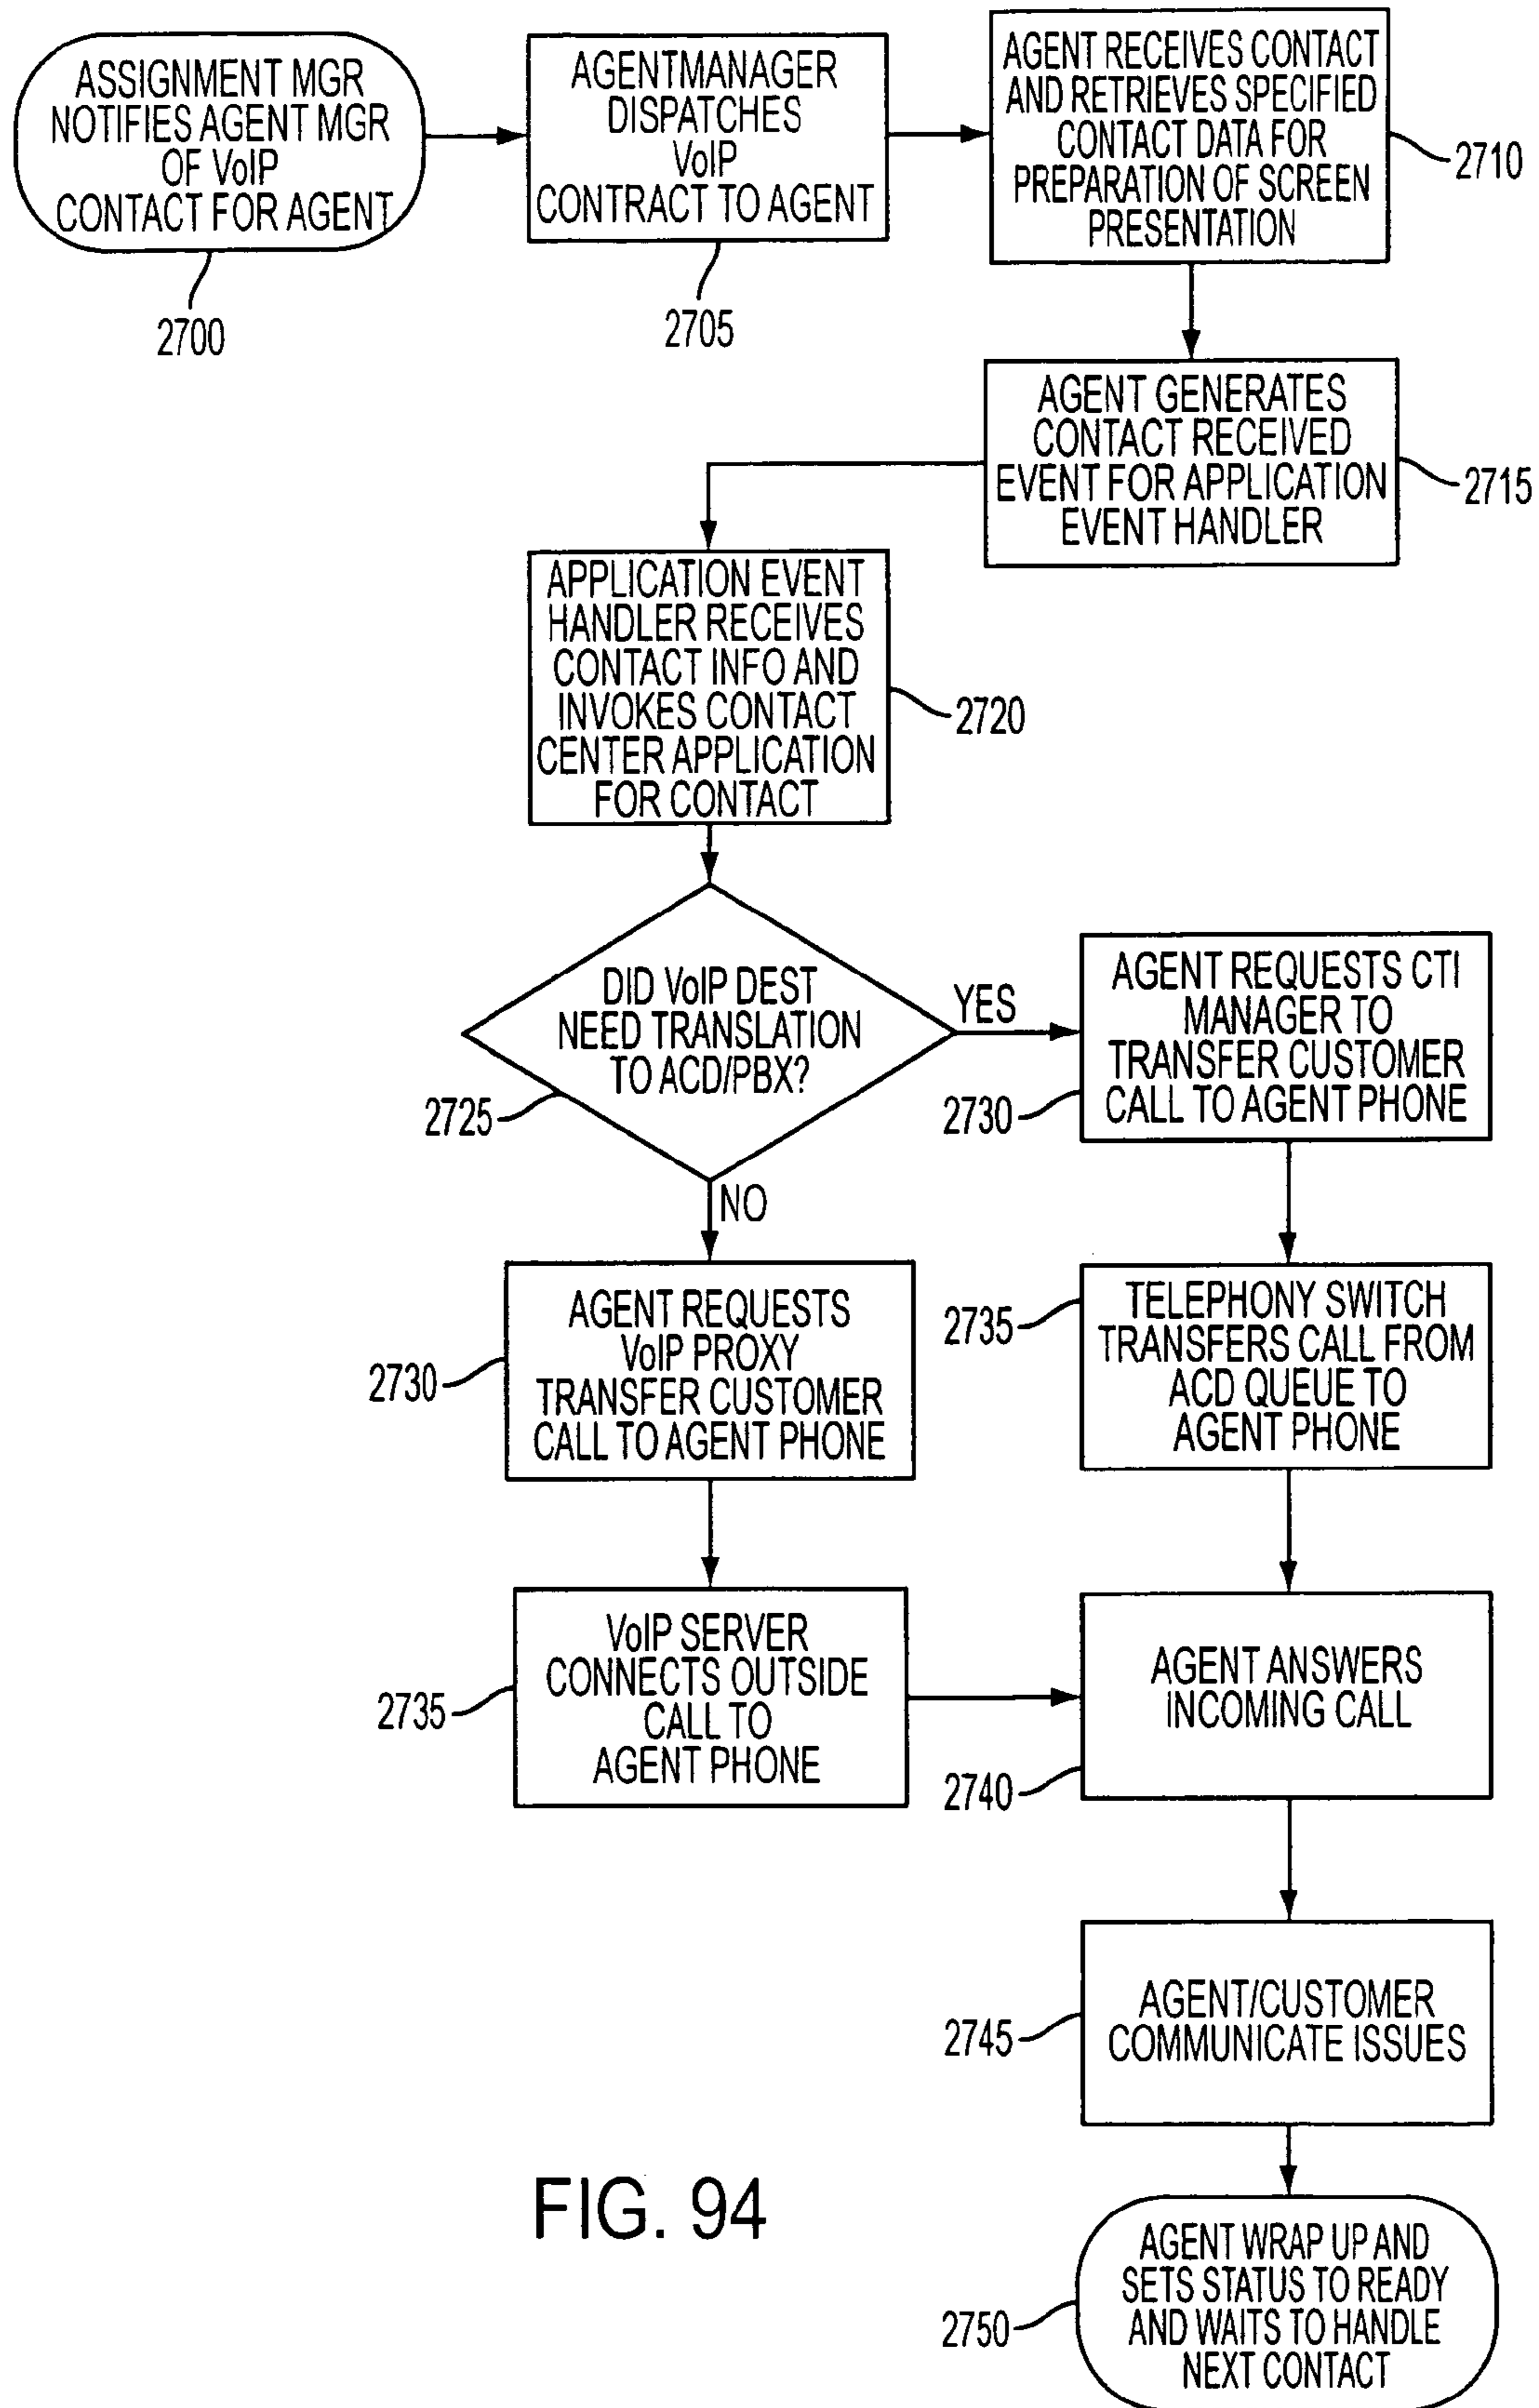 ASSIGNMENT MGR
NOTIFIES AGENT MGR
OF VoIP
CONTACT FOR AGENT
2700
AGENTMANAGER
DISPATCHES
VoIP
CONTRACT TO AGENT
2705
AGENT RECEIVES CONTACT
AND RETRIEVES SPECIFIED
CONTACT DATA FOR
PREPARATION OF SCREEN
PRESENTATION
2710
AGENT GENERATES
CONTACT RECEIVED
EVENT FOR APPLICATION
EVENT HANDLER
2715
APPLICATION EVENT
HANDLER RECEIVES
CONTACT INFO AND
INVOKES CONTACT
CENTER APPLICATION
FOR CONTACT
2720
DID VoIP DEST
NEED TRANSLATION
TO ACD/PBX?
2725
YES
AGENT REQUESTS CTI
MANAGER TO
TRANSFER CUSTOMER
CALL TO AGENT PHONE
2730
NO
AGENT REQUESTS
VoIP PROXY
TRANSFER CUSTOMER
CALL TO AGENT PHONE
2730
TELEPHONY SWITCH
TRANSFERS CALL FROM
ACD QUEUE TO
AGENT PHONE
2735
VoIP SERVER
CONNECTS OUTSIDE
CALL TO
AGENT PHONE
2735
AGENT ANSWERS
INCOMING CALL
2740
AGENT/CUSTOMER
COMMUNICATE ISSUES
2745
AGENT WRAP UP AND
SETS STATUS TO READY
AND WAITS TO HANDLE
NEXT CONTACT
2750
FIG. 94